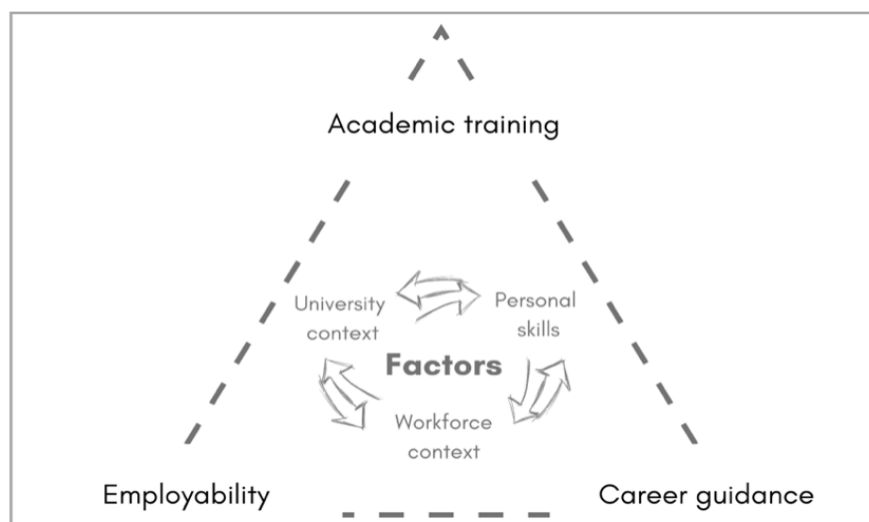 Academic training
University
context
Personal
skills
Factors
Workforce
context
Employability
Career guidance